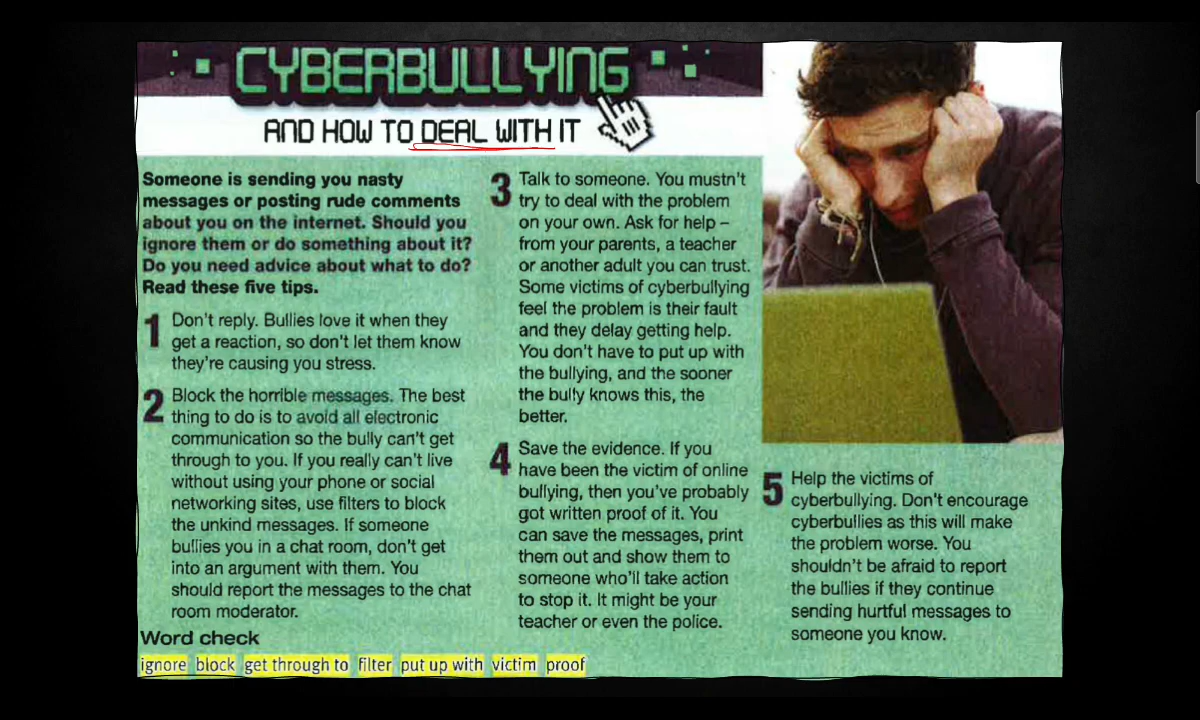 CYBERBULLYING
AND HOW TO DEAL WITH IT
Someone is sending you nasty
messages or posting rude comments
about you on the internet. Should you
ignore them or do something about it?
Do you need advice about what to do?
Read these five tips.
1 Don't reply. Bullies love it when they
get a reaction, so don't let them know
they're causing you stress.
2 Block the horrible messages. The best
thing to do is to avoid all electronic
communication so the bully can't get
through to you. If you really can't live
without using your phone or social
networking sites, use filters to block
the unkind messages. If someone
bullies you in a chat room, don't get
into an argument with them. You
should report the messages to the chat
room moderator.
3 Talk to someone. You mustn't
try to deal with the problem
on your own. Ask for help –
from your parents, a teacher
or another adult you can trust.
Some victims of cyberbullying
feel the problem is their fault
and they delay getting help.
You don't have to put up with
the bullying, and the sooner
the bully knows this, the
better.
4 Save the evidence. If you
have been the victim of online
bullying, then you've probably
got written proof of it. You
can save the messages, print
them out and show them to
someone who'll take action
to stop it. It might be your
teacher or even the police.
5 Help the victims of
cyberbullying. Don't encourage
cyberbullies as this will make
the problem worse. You
shouldn't be afraid to report
the bullies if they continue
sending hurtful messages to
someone you know.
Word check
ignore block get through to filter put up with victim proof